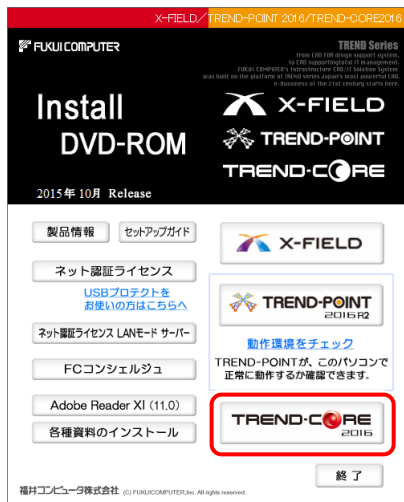 X-FIELD／TREND-POINT 2016/TREND-CORE2016
FUKUI COMPUTER
TREND Series
from CAD FOR design support system,
to CAD supportingtotal IT management.
FUKUI COMPUTER's Infrastructure CAD/IT Solution System
was built on the platform of TREND series Japan's most powerful CAD.
e-Bussiness of the 21st century starts here.
Install
DVD-ROM
X-FIELD
TREND-POINT
TREND-CORE
2015年 10月 Release
製品情報
セットアップガイド
ネット認証ライセンス
USBプロテクトを
お使いの方はこちらへ
ネット認証ライセンス LANモード サーバー
FCコンシェルジュ
Adobe Reader XI (11.0)
各種資料のインストール
X-FIELD
TREND-POINT
2016 R2
動作環境をチェック
TREND-POINTが、このパソコンで
正常に動作するか確認できます。
TREND-CORE
2016
終 了
福井コンピュータ株式会社 (C) FUKUICOMPUTER,Inc. All rights reserved.